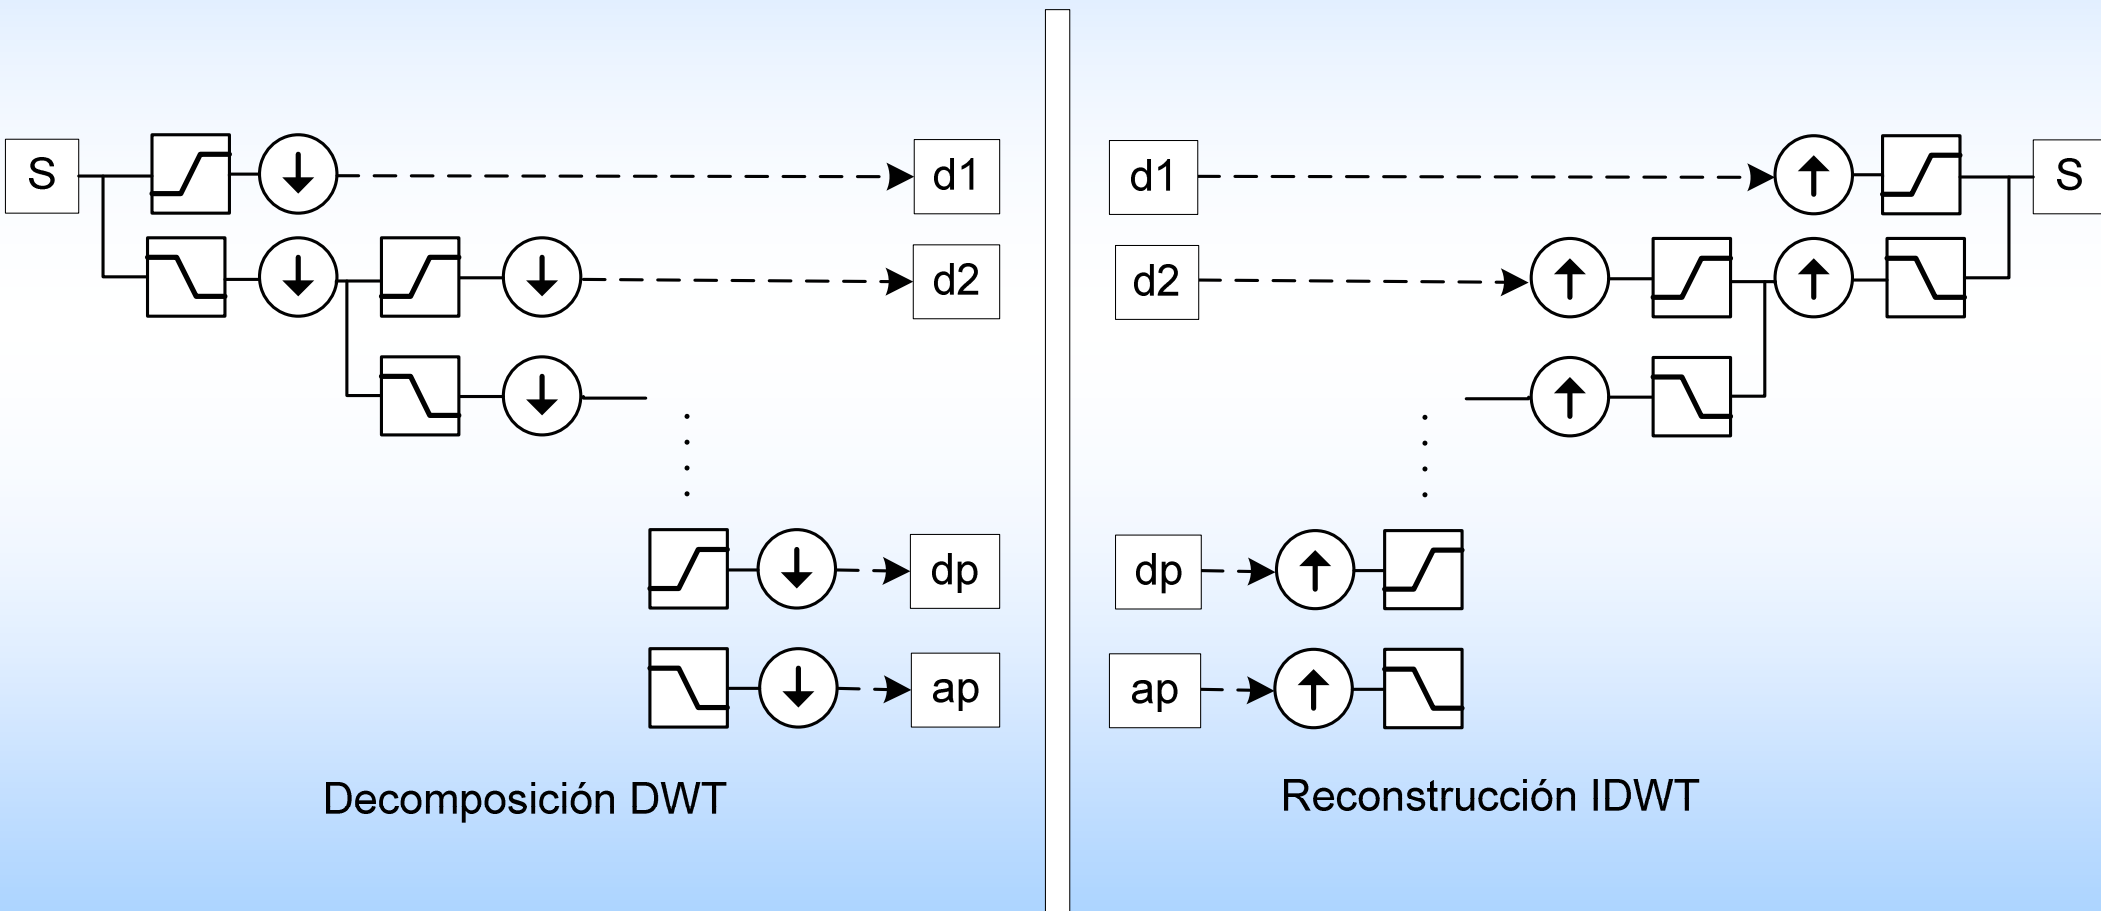 S
d1
d2
dp
ap
Decomposición DWT
d1
S
d2
dp
ap
Reconstrucción IDWT